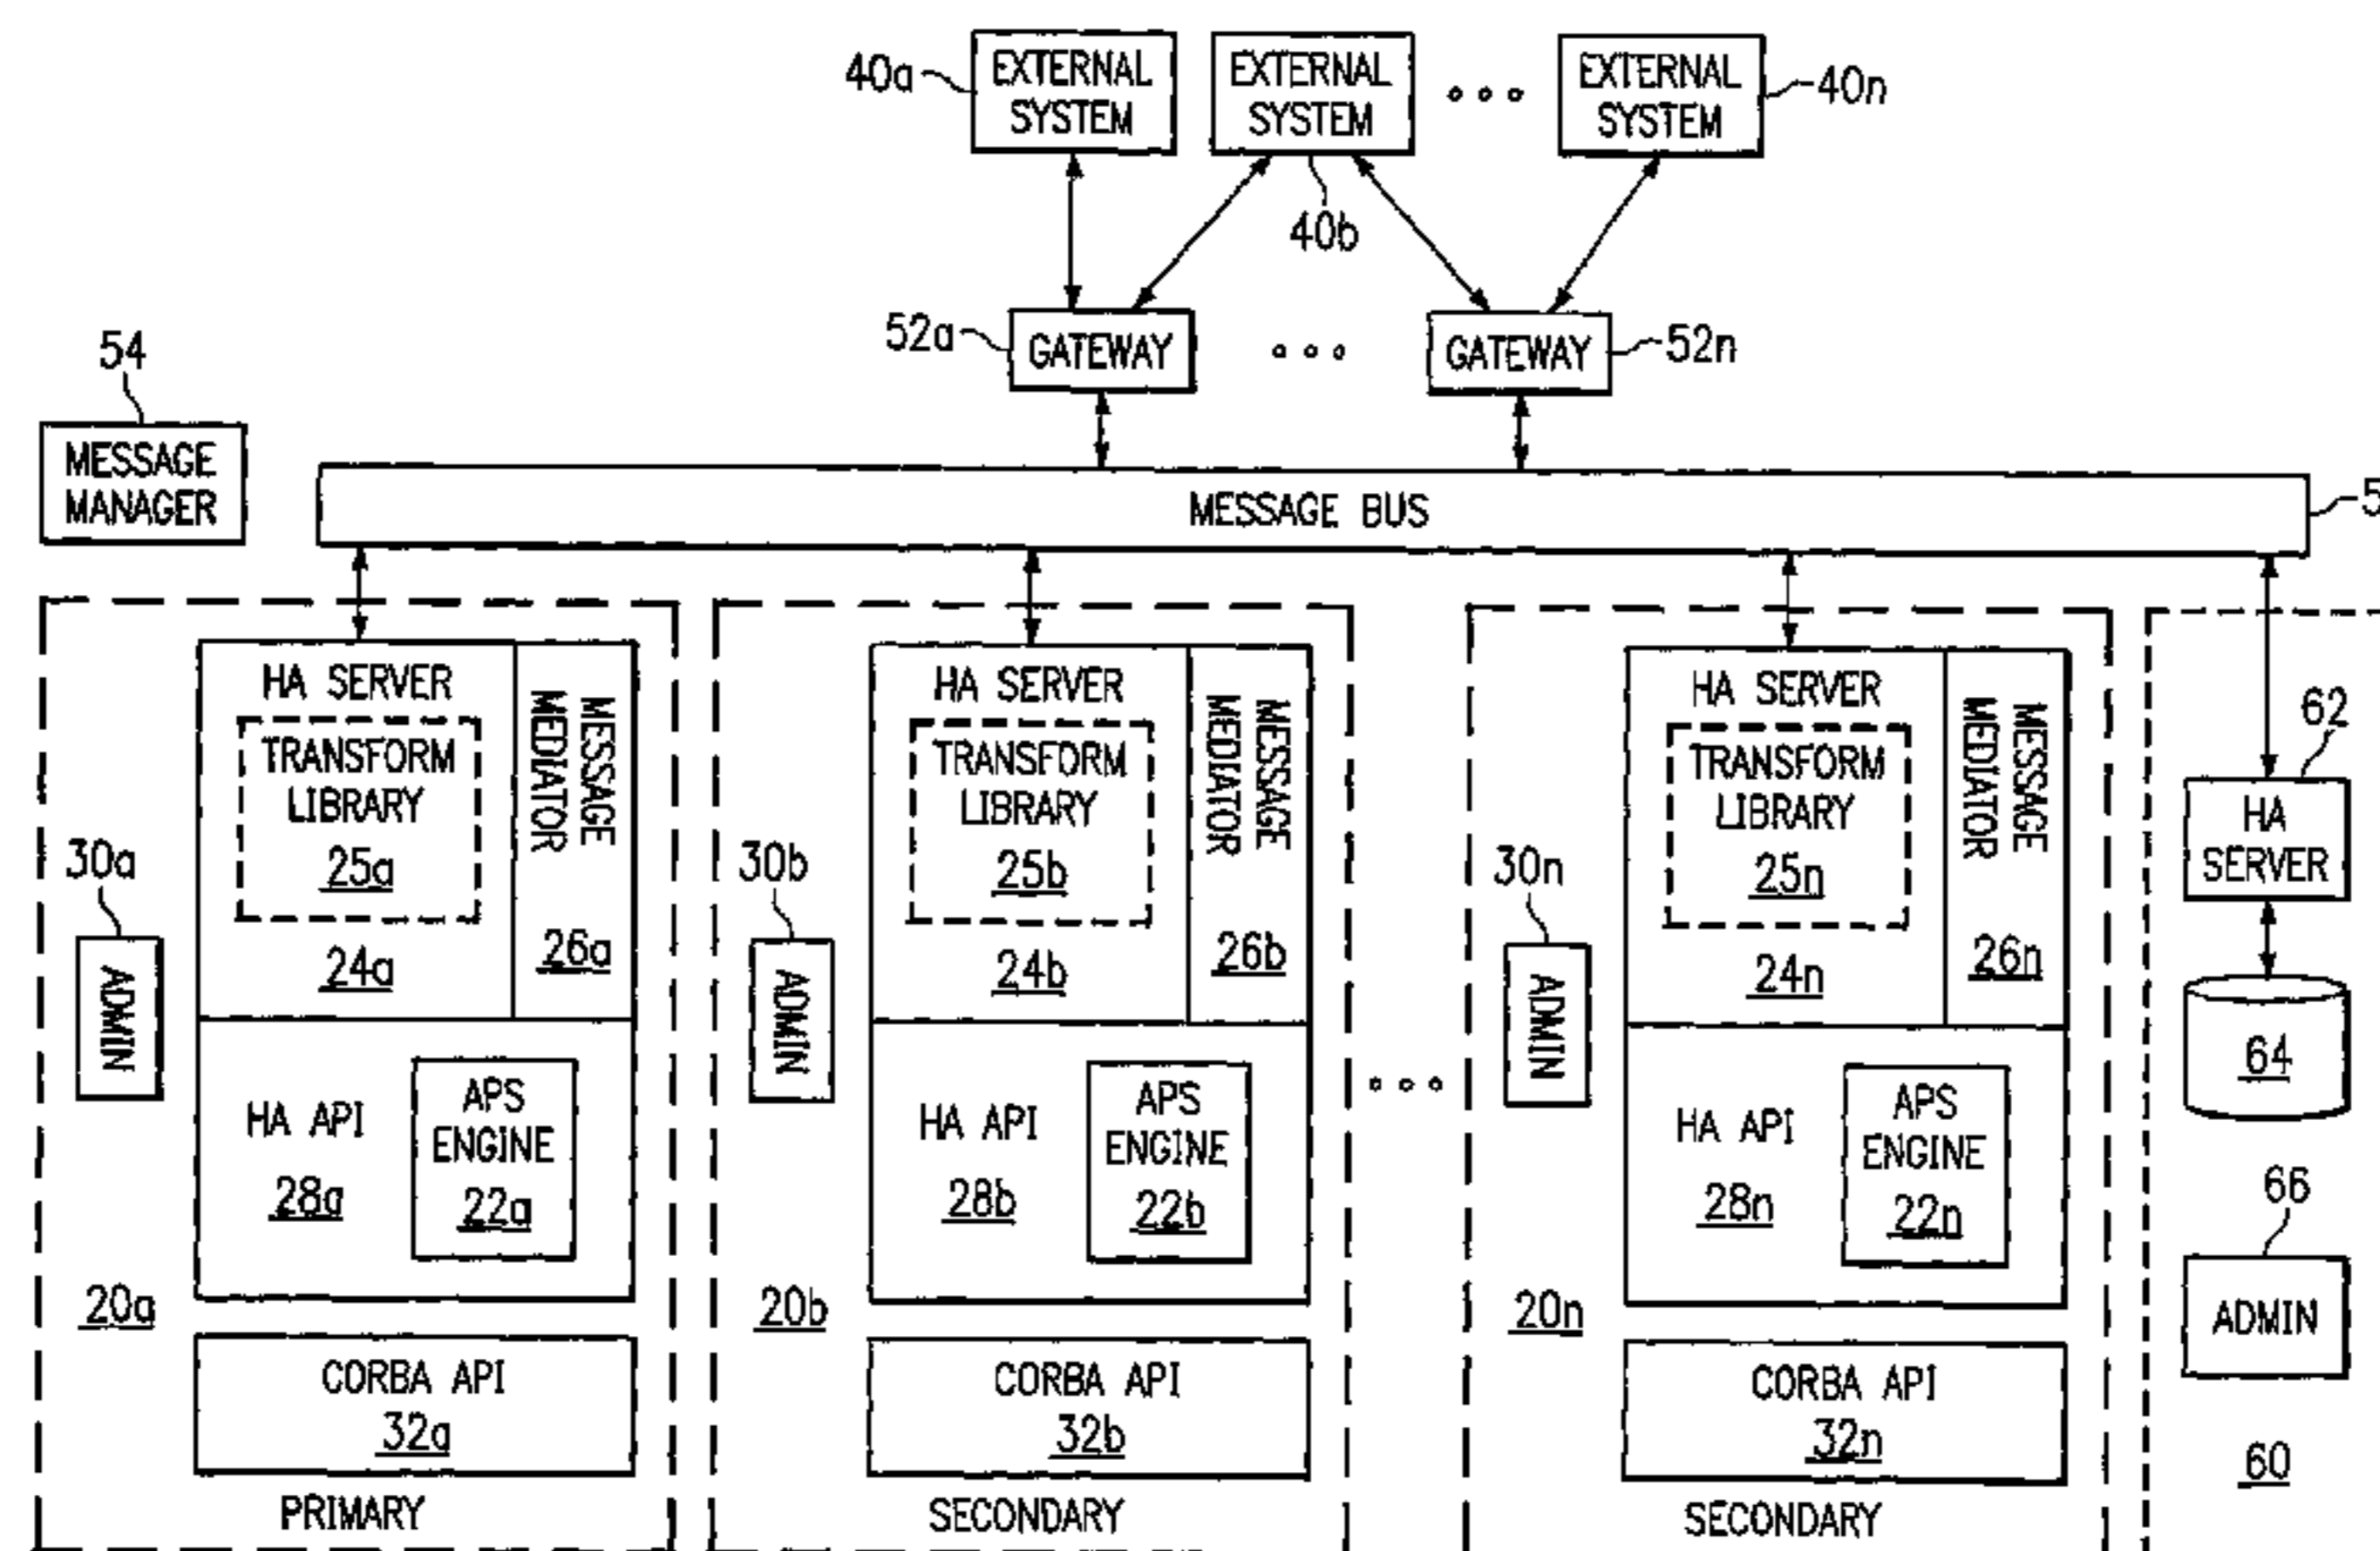 40a
EXTERNAL
SYSTEM
EXTERNAL
SYSTEM
EXTERNAL
SYSTEM
40n
40b
52a
GATEWAY
GATEWAY
52n
54
MESSAGE
MANAGER
MESSAGE BUS
5
HA SERVER
TRANSFORM
LIBRARY
25a
24a
MESSAGE
MEDIATOR
26a
30a
ADMIN
HA API
28a
APS
ENGINE
22a
20a
CORBA API
32a
PRIMARY
HA SERVER
TRANSFORM
LIBRARY
25b
24b
MESSAGE
MEDIATOR
26b
30b
ADMIN
HA API
28b
APS
ENGINE
22b
20b
CORBA API
32b
SECONDARY
HA SERVER
TRANSFORM
LIBRARY
25n
24n
MESSAGE
MEDIATOR
26n
30n
ADMIN
HA API
28n
APS
ENGINE
22n
20n
CORBA API
32n
SECONDARY
62
HA
SERVER
64
66
ADMIN
60